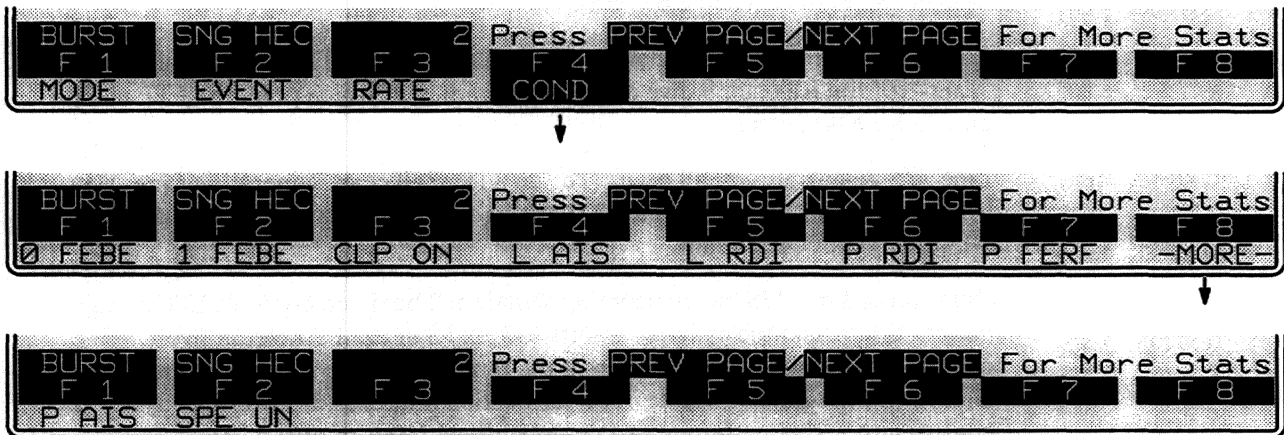 BURST SNG HEC 2 Press PREV PAGE/NEXT PAGE For More Stats
F 1 F 2 F 3 F 4 F 5 F 6 F 7 F 8
MODE EVENT RATE COND
BURST SNG HEC 2 Press PREV PAGE/NEXT PAGE For More Stats
F 1 F 2 F 3 F 4 F 5 F 6 F 7 F 8
0 FEBE 1 FEBE CLP ON L AIS L RDI P RDI P FERF -MORE-
BURST SNG HEC 2 Press PREV PAGE/NEXT PAGE For More Stats
F 1 F 2 F 3 F 4 F 5 F 6 F 7 F 8
P AIS SPE UN